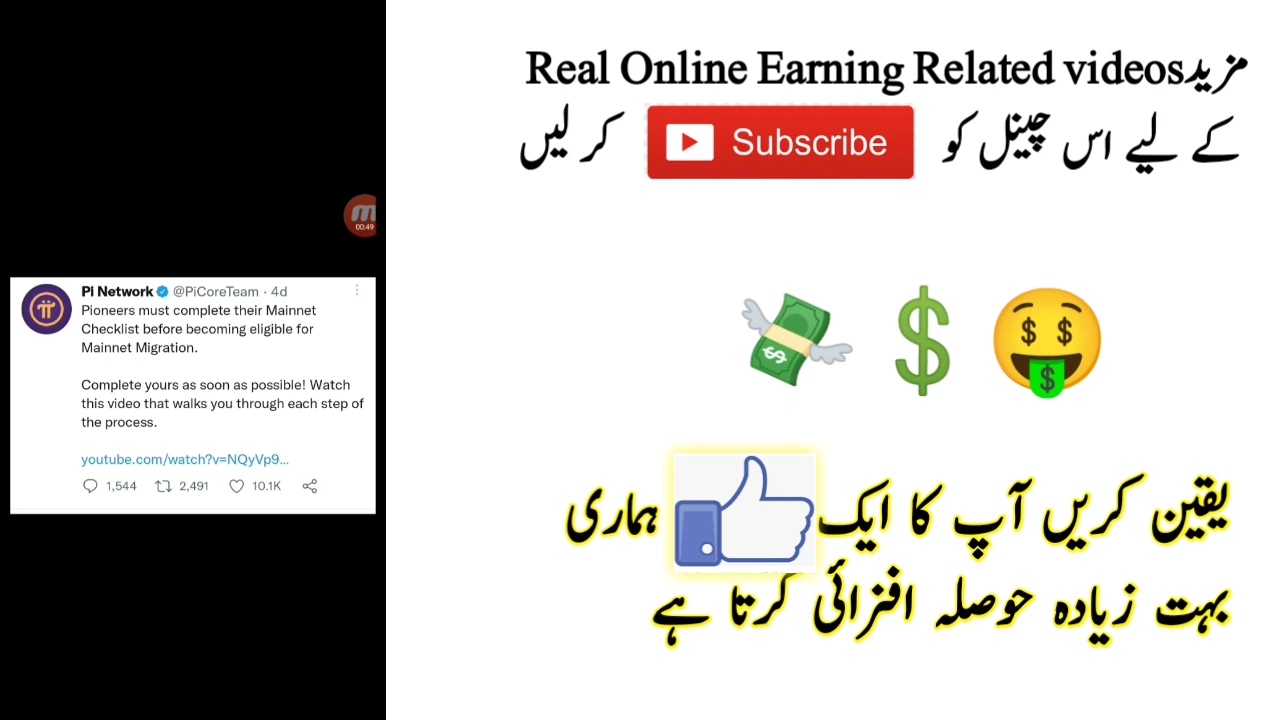 مزید Real Online Earning Related videos
کے لیے اس چینل کو Subscribe کر لیں
00:49
Pi Network @PiCoreTeam · 4d
Pioneers must complete their Mainnet
Checklist before becoming eligible for
Mainnet Migration.
Complete yours as soon as possible! Watch
this video that walks you through each step of
the process.
youtube.com/watch?v=NQyVp9...
1,544 2,491 10.1K
یقین کریں آپ کا ایک ہماری
بہت زیادہ حوصلہ افزائی کرتا ہے